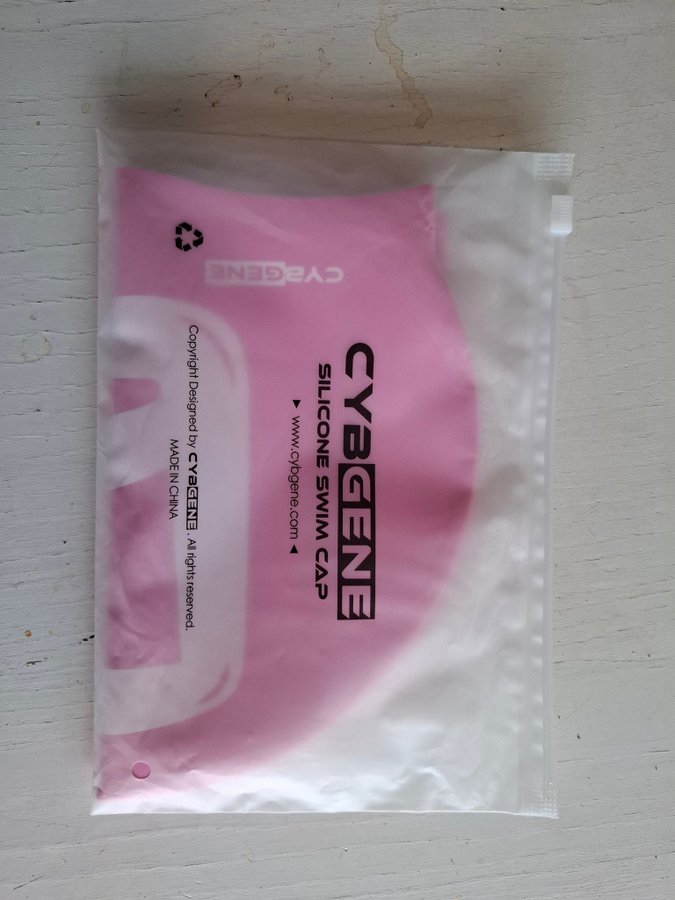 CYBGENE
CYBGENE
SILICONE SWIM CAP
► www.cybgene.com ◄
Copyright Designed by CYBGENE . All rights reserved.
MADE IN CHINA